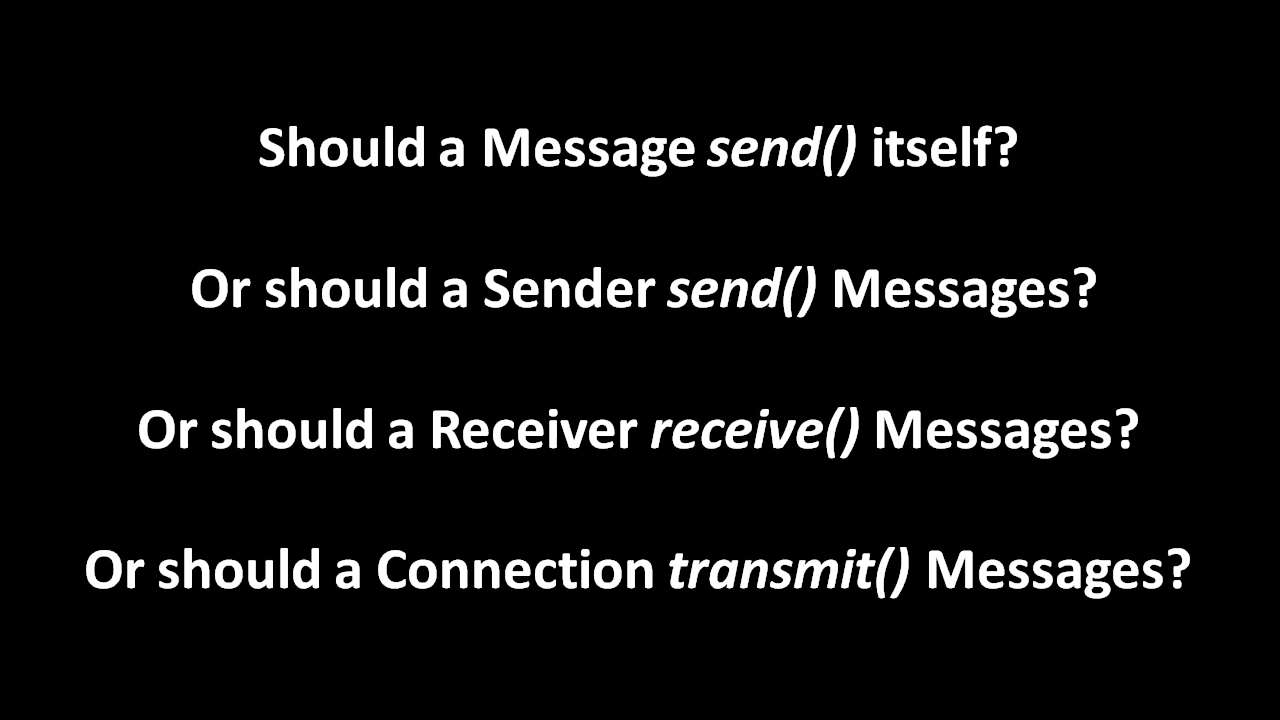 Should a Message send() itself?
Or should a Sender send() Messages?
Or should a Receiver receive() Messages?
Or should a Connection transmit() Messages?